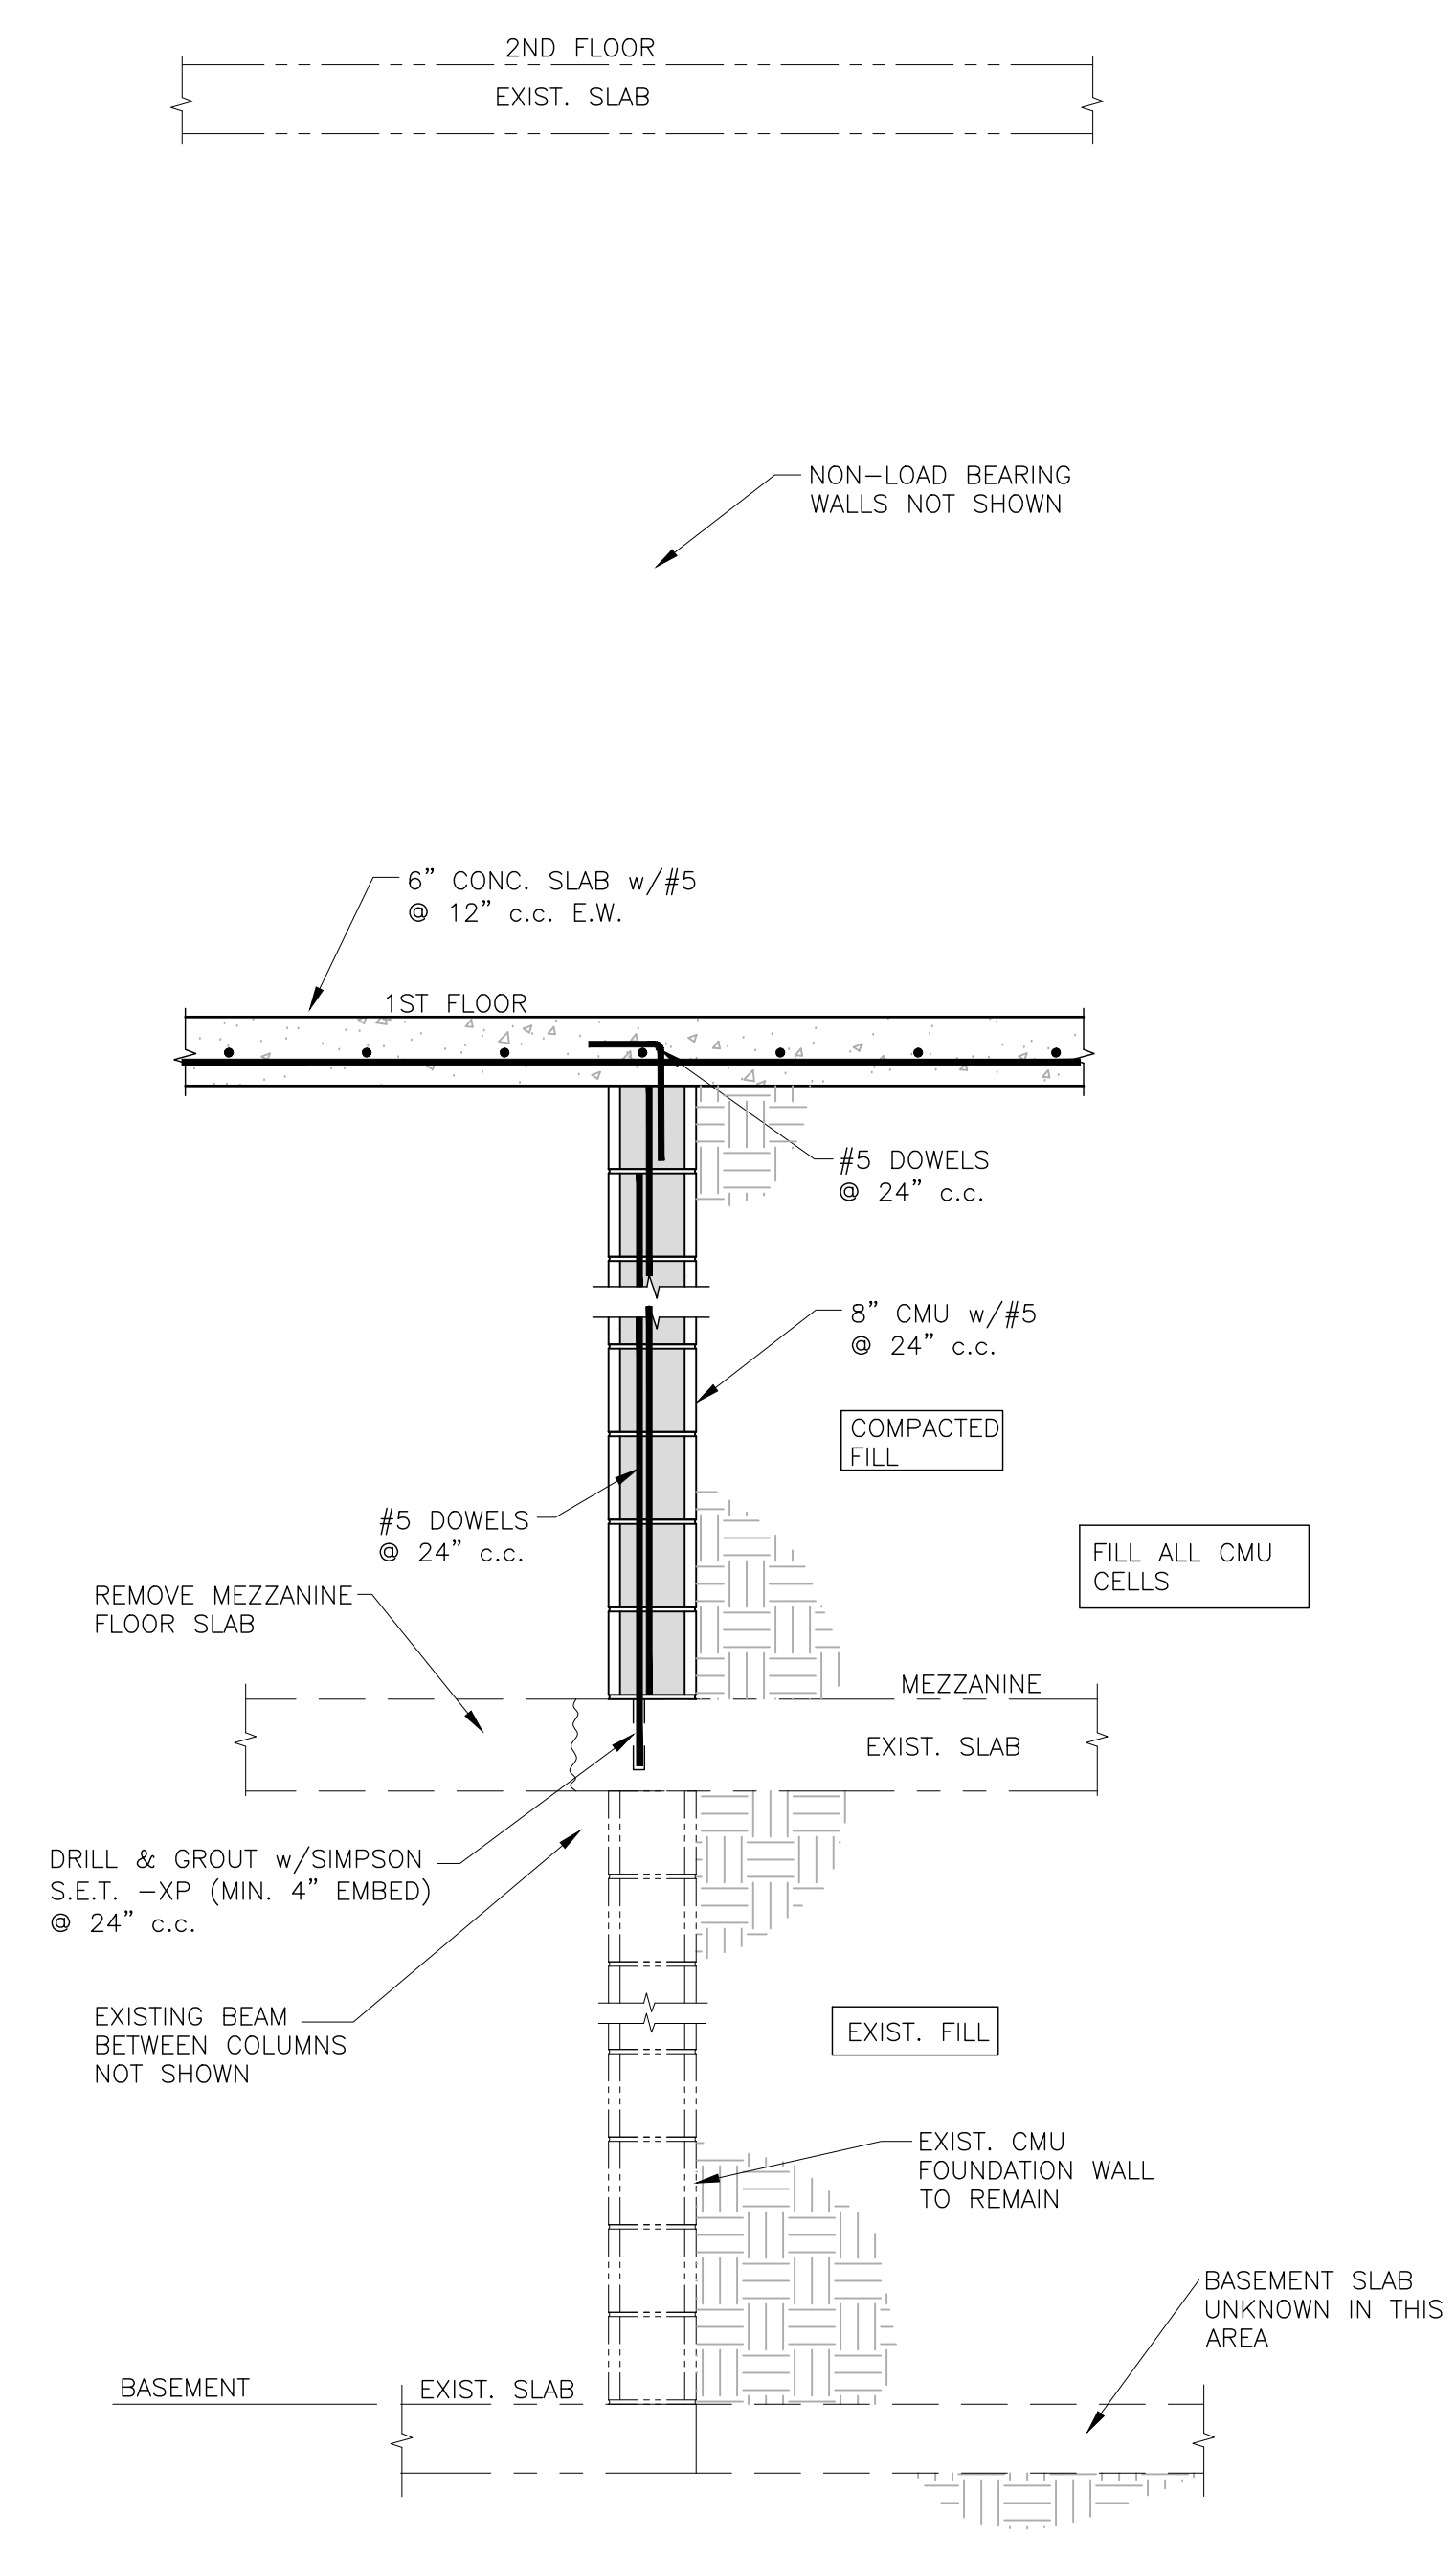 2ND FLOOR
EXIST. SLAB
NON-LOAD BEARING
WALLS NOT SHOWN
6" CONC. SLAB w/#5
@ 12" c.c. E.W.
1ST FLOOR
#5 DOWELS
@ 24" c.c.
8" CMU w/#5
@ 24" c.c.
COMPACTED
FILL
#5 DOWELS
@ 24" c.c.
FILL ALL CMU
CELLS
REMOVE MEZZANINE
FLOOR SLAB
MEZZANINE
EXIST. SLAB
DRILL & GROUT w/SIMPSON
S.E.T. -XP (MIN. 4" EMBED)
@ 24" c.c.
EXISTING BEAM
BETWEEN COLUMNS
NOT SHOWN
EXIST. FILL
EXIST. CMU
FOUNDATION WALL
TO REMAIN
BASEMENT SLAB
UNKNOWN IN THIS
AREA
BASEMENT
EXIST. SLAB